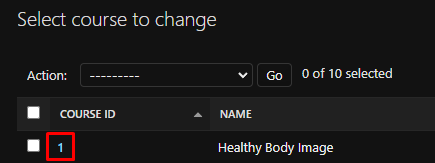 Select course to change
Action: --------- Go 0 of 10 selected
COURSE ID NAME
1 Healthy Body Image